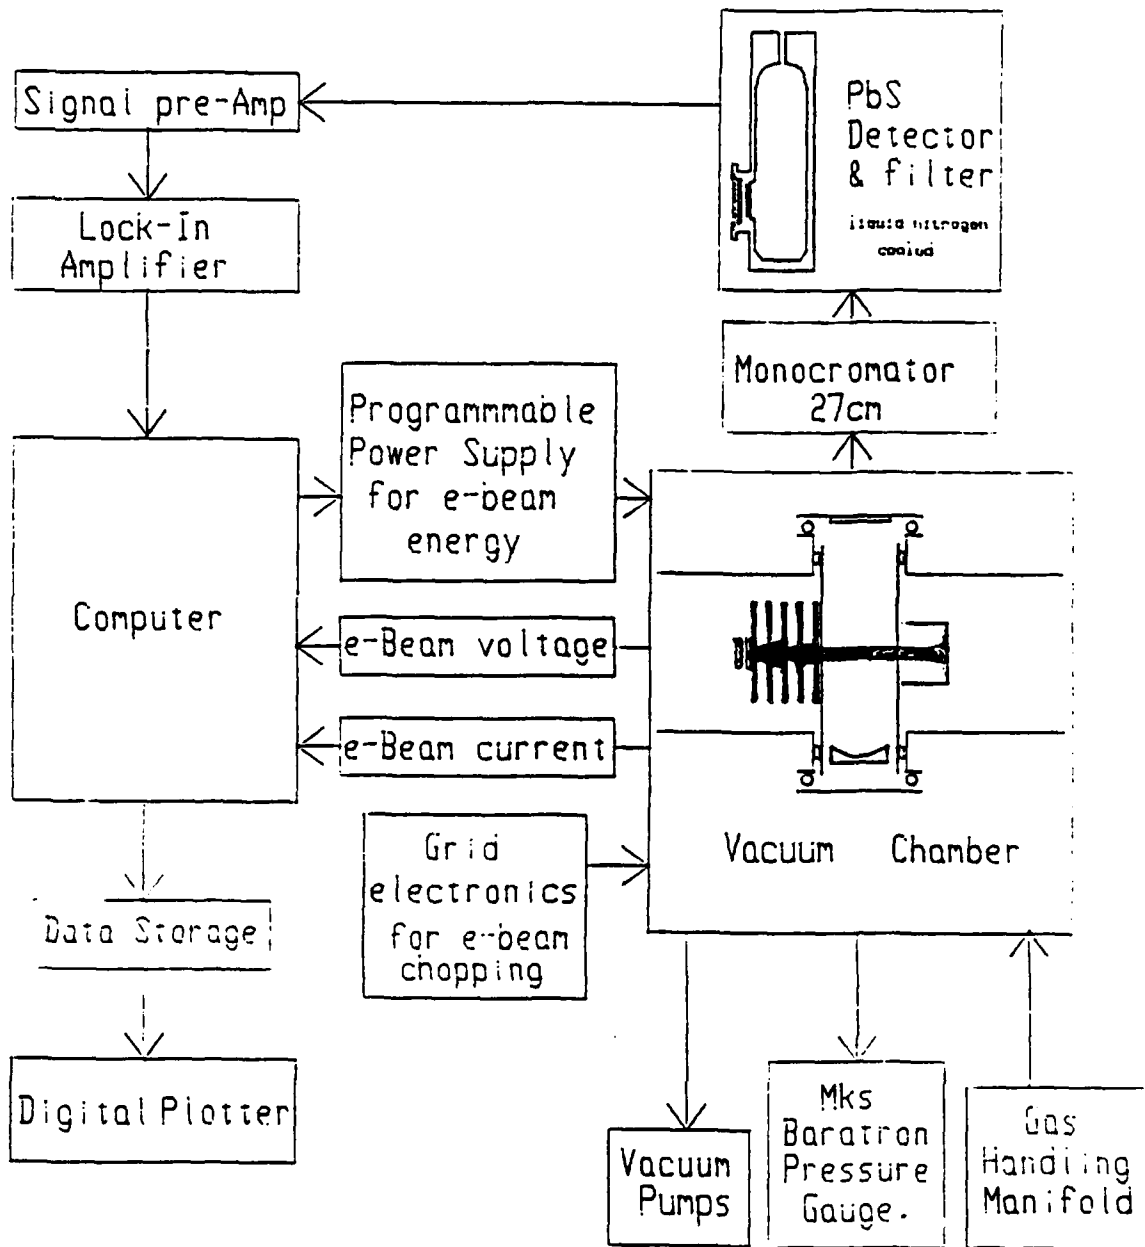 Signal pre-Amp
Lock-In
Amplifier
PbS
Detector
& filter
liquid nitrogen
cooled
Monocromator
27cm
Programmmable
Power Supply
for e-beam
energy
Computer
e-Beam voltage
e-Beam current
Grid
electronics
for e-beam
chopping
Vacuum Chamber
Data Storage
Digital Plotter
Vacuum
Pumps
Mks
Baratron
Pressure
Gauge.
Gas
Handling
Manifold